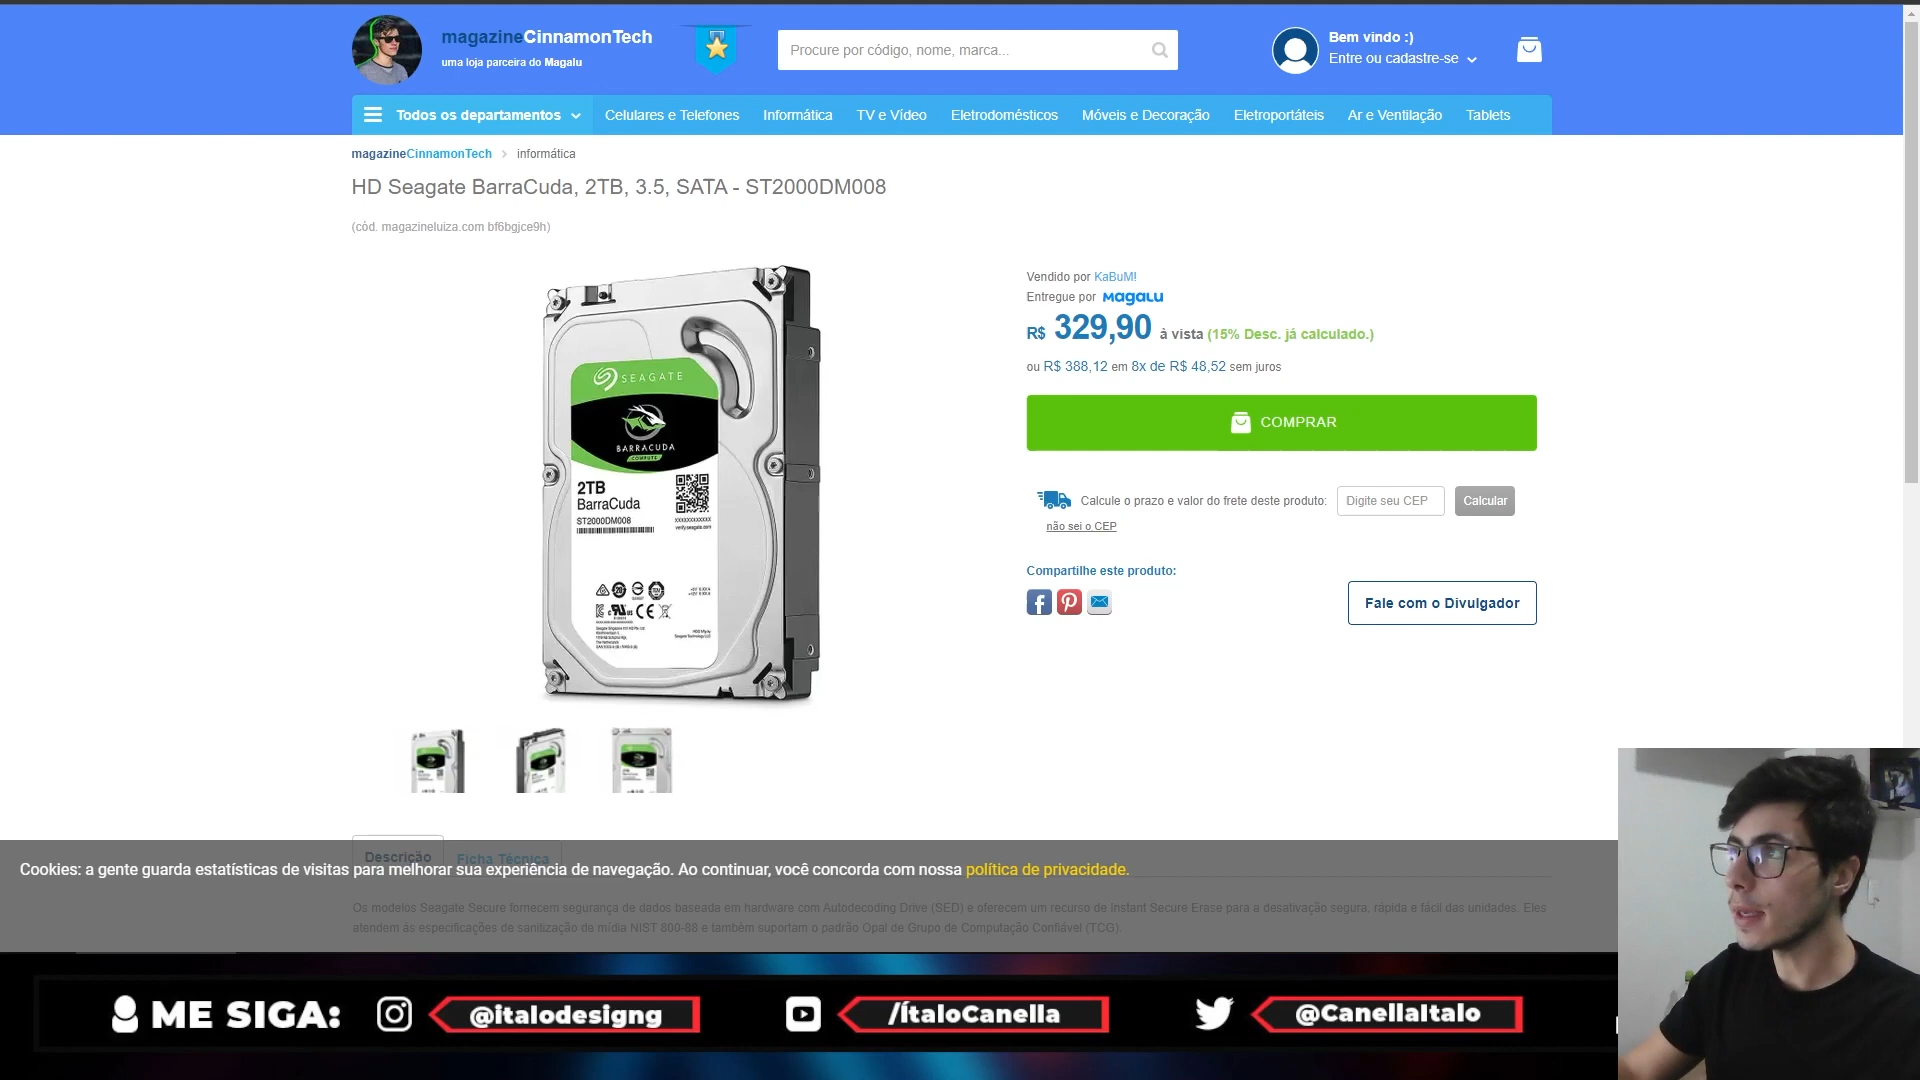 magazineCinnamonTech
uma loja parceira do Magalu
Procure por código, nome, marca...
Bem vindo :)
Entre ou cadastre-se
Todos os departamentos
Celulares e Telefones
Informática
TV e Vídeo
Eletrodomésticos
Móveis e Decoração
Eletroportáteis
Ar e Ventilação
Tablets
magazineCinnamonTech > informática
HD Seagate BarraCuda, 2TB, 3.5, SATA - ST2000DM008
(cód. magazineluiza.com bf6bgjce9h)
SEAGATE
BARRACUDA
COMPUTE
2TB
BarraCuda
ST2000DM008
Vendido por KaBuM!
Entregue por Magalu
R$ 329,90 à vista (15% Desc. já calculado.)
ou R$ 388,12 em 8x de R$ 48,52 sem juros
COMPRAR
Calcule o prazo e valor do frete deste produto:
Digite seu CEP
Calcular
não sei o CEP
Compartilhe este produto:
Fale com o Divulgador
Descrição
Ficha Técnica
Cookies: a gente guarda estatísticas de visitas para melhorar sua experiência de navegação. Ao continuar, você concorda com nossa política de privacidade.
Os modelos Seagate Secure fornecem segurança de dados baseada em hardware com Autodecoding Drive (SED) e oferecem um recurso de Instant Secure Erase para a desativação segura, rápida e fácil das unidades. Eles
atendem às especificações de sanitização de mídia NIST 800-88 e também suportam o padrão Opal de Grupo de Computação Confiável (TCG).
ME SIGA:
@italodesigng
/ÍtaloCanella
@CanellaItalo